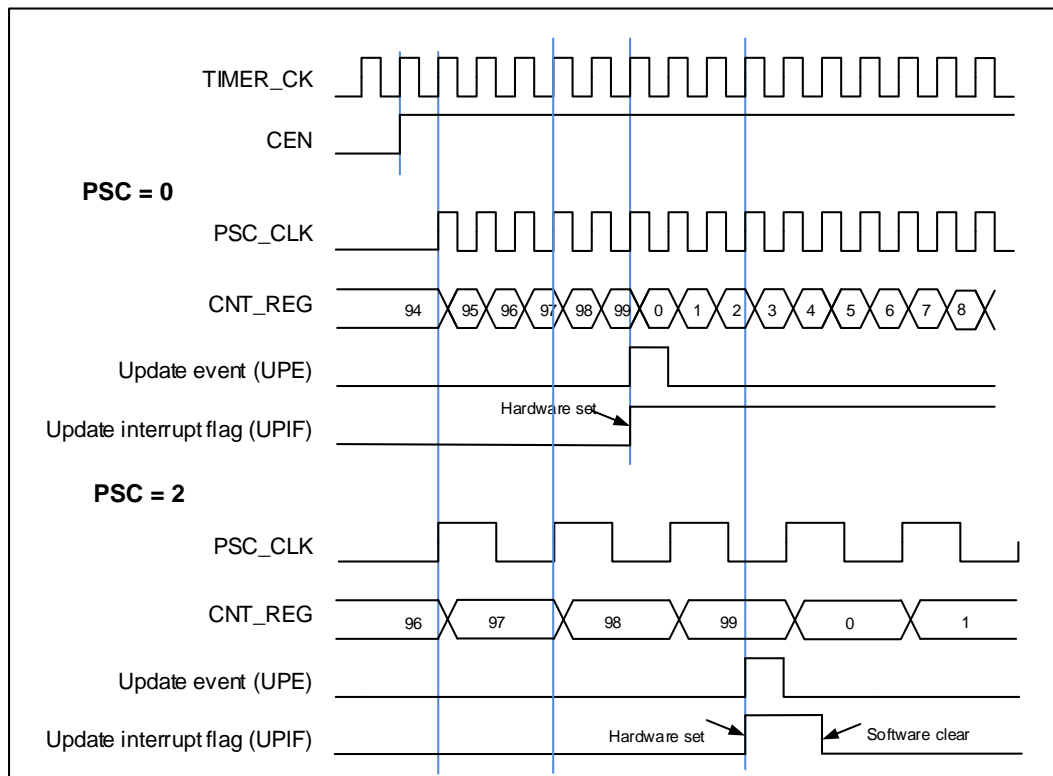 TIMER_CK
CEN
PSC = 0
PSC_CLK
CNT_REG 94 95 96 97 98 99 0 1 2 3 4 5 6 7 8
Update event (UPE)
Hardware set
Update interrupt flag (UPIF)
PSC = 2
PSC_CLK
CNT_REG 96 97 98 99 0 1
Update event (UPE)
Update interrupt flag (UPIF) Hardware set Software clear